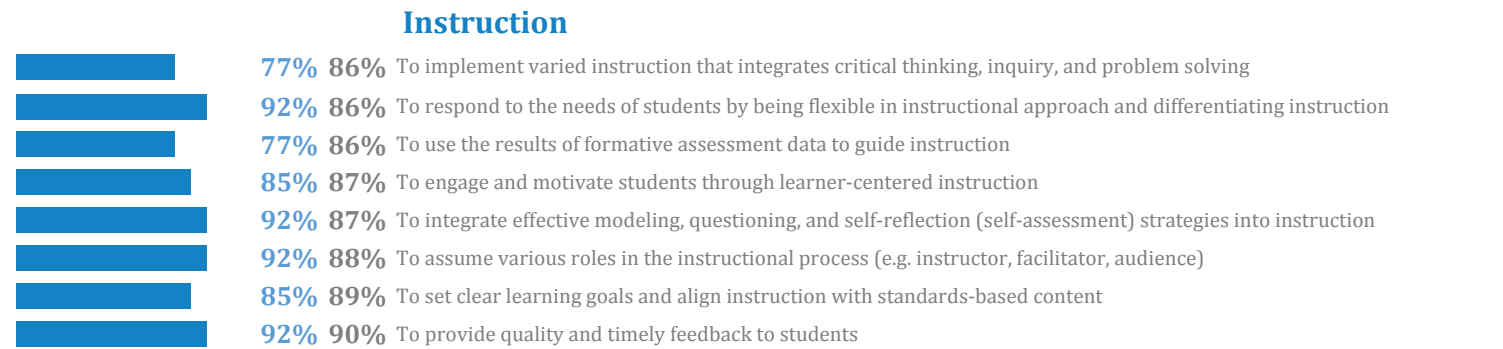 Instruction
77% 86% To implement varied instruction that integrates critical thinking, inquiry, and problem solving
92% 86% To respond to the needs of students by being flexible in instructional approach and differentiating instruction
77% 86% To use the results of formative assessment data to guide instruction
85% 87% To engage and motivate students through learner-centered instruction
92% 87% To integrate effective modeling, questioning, and self-reflection (self-assessment) strategies into instruction
92% 88% To assume various roles in the instructional process (e.g. instructor, facilitator, audience)
85% 89% To set clear learning goals and align instruction with standards-based content
92% 90% To provide quality and timely feedback to students